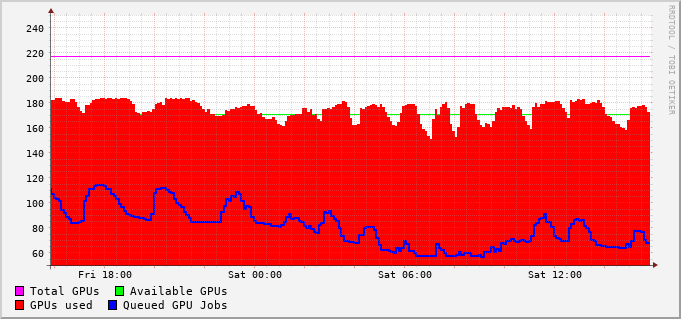 240
220
200
180
160
140
120
100
80
60
Fri 18:00 Sat 00:00 Sat 06:00 Sat 12:00
Total GPUs Available GPUs
GPUs used Queued GPU Jobs
RRDTOOL / TOBI OETIKER